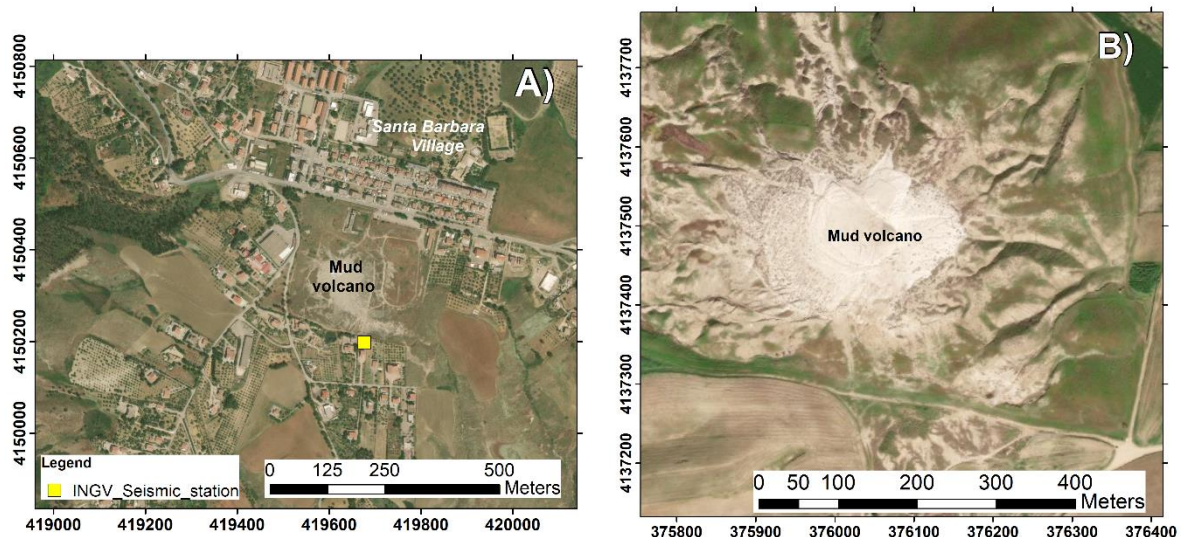 A)
Santa Barbara
Village
Mud
volcano
Legend
INGV_Seismic_station
0 125 250 500
Meters
4150800
4150600
4150400
4150200
4150000
419000 419200 419400 419600 419800 420000
B)
Mud volcano
0 50 100 200 300 400
Meters
4137700
4137600
4137500
4137400
4137300
4137200
375800 375900 376000 376100 376200 376300 376400